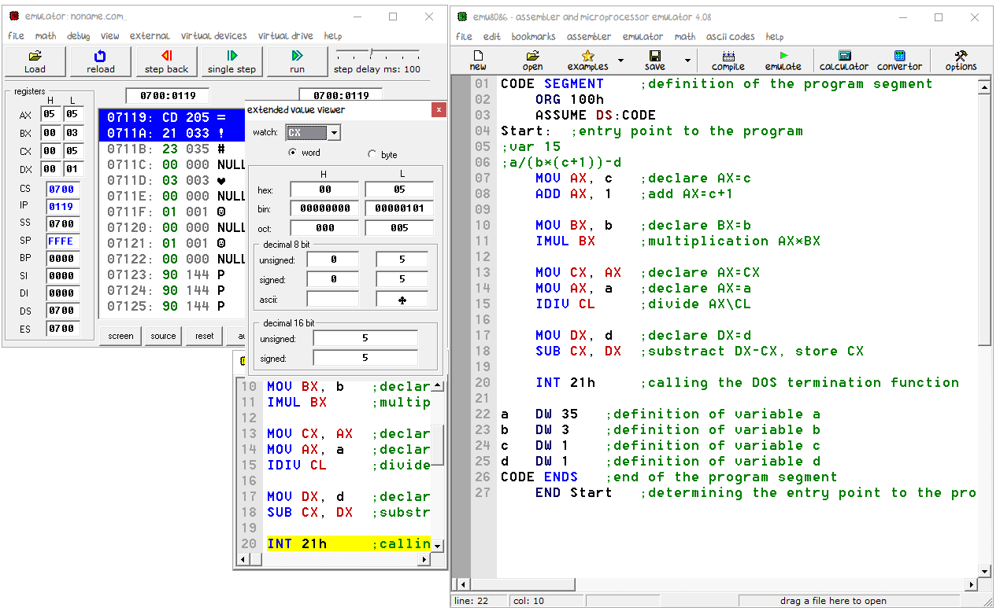 emulator: noname.com_
file math debug view external virtual devices virtual drive help
Load reload step back single step run step delay ms: 100
registers
H L
AX 05 05
BX 00 03
CX 00 05
DX 00 01
CS 0700
IP 0119
SS 0700
SP FFFE
BP 0000
SI 0000
DI 0000
DS 0700
ES 0700
0700:0119 0700:0119
07119: CD 205 =
0711A: 21 033 !
0711B: 23 035 #
0711C: 00 000 NULL
0711D: 03 003 ♥
0711E: 00 000 NULL
0711F: 01 001 ☺
07120: 00 000 NULL
07121: 01 001 ☺
07122: 00 000 NULL
07123: 90 144 P
07124: 90 144 P
07125: 90 144 P
screen source reset au
extended value viewer x
watch: CX
word byte
H L
hex: 00 05
bin: 00000000 00000101
oct: 000 005
decimal 8 bit
unsigned: 0 5
signed: 0 5
ascii: ♣
decimal 16 bit
unsigned: 5
signed: 5
10 MOV BX, b ;declar
11 IMUL BX ;multip
12
13 MOV CX, AX ;declar
14 MOV AX, a ;declar
15 IDIV CL ;divide
16
17 MOV DX, d ;declar
18 SUB CX, DX ;substr
19
20 INT 21h ;callin
emu8086 - assembler and microprocessor emulator 4.08
file edit bookmarks assembler emulator math ascii codes help
new open examples save compile emulate calculator convertor options
01 CODE SEGMENT ;definition of the program segment
02 ORG 100h
03 ASSUME DS:CODE
04 Start: ;entry point to the program
05 ;var 15
06 ;a/(b*(c+1))-d
07 MOV AX, c ;declare AX=c
08 ADD AX, 1 ;add AX=c+1
09
10 MOV BX, b ;declare BX=b
11 IMUL BX ;multiplication AX*BX
12
13 MOV CX, AX ;declare AX=CX
14 MOV AX, a ;declare AX=a
15 IDIV CL ;divide AX\CL
16
17 MOV DX, d ;declare DX=d
18 SUB CX, DX ;substract DX-CX, store CX
19
20 INT 21h ;calling the DOS termination function
21
22 a DW 35 ;definition of variable a
23 b DW 3 ;definition of variable b
24 c DW 1 ;definition of variable c
25 d DW 1 ;definition of variable d
26 CODE ENDS ;end of the program segment
27 END Start ;determining the entry point to the pro
line: 22 col: 10 drag a file here to open